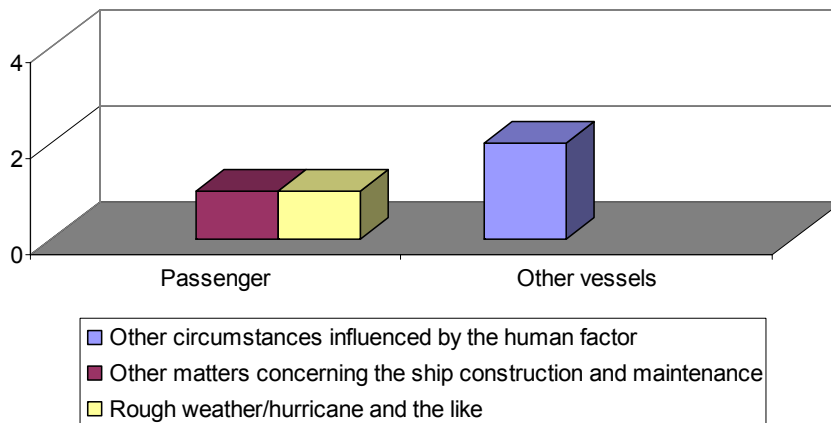 4
2
0
Passenger Other vessels
Other circumstances influenced by the human factor
Other matters concerning the ship construction and maintenance
Rough weather/hurricane and the like